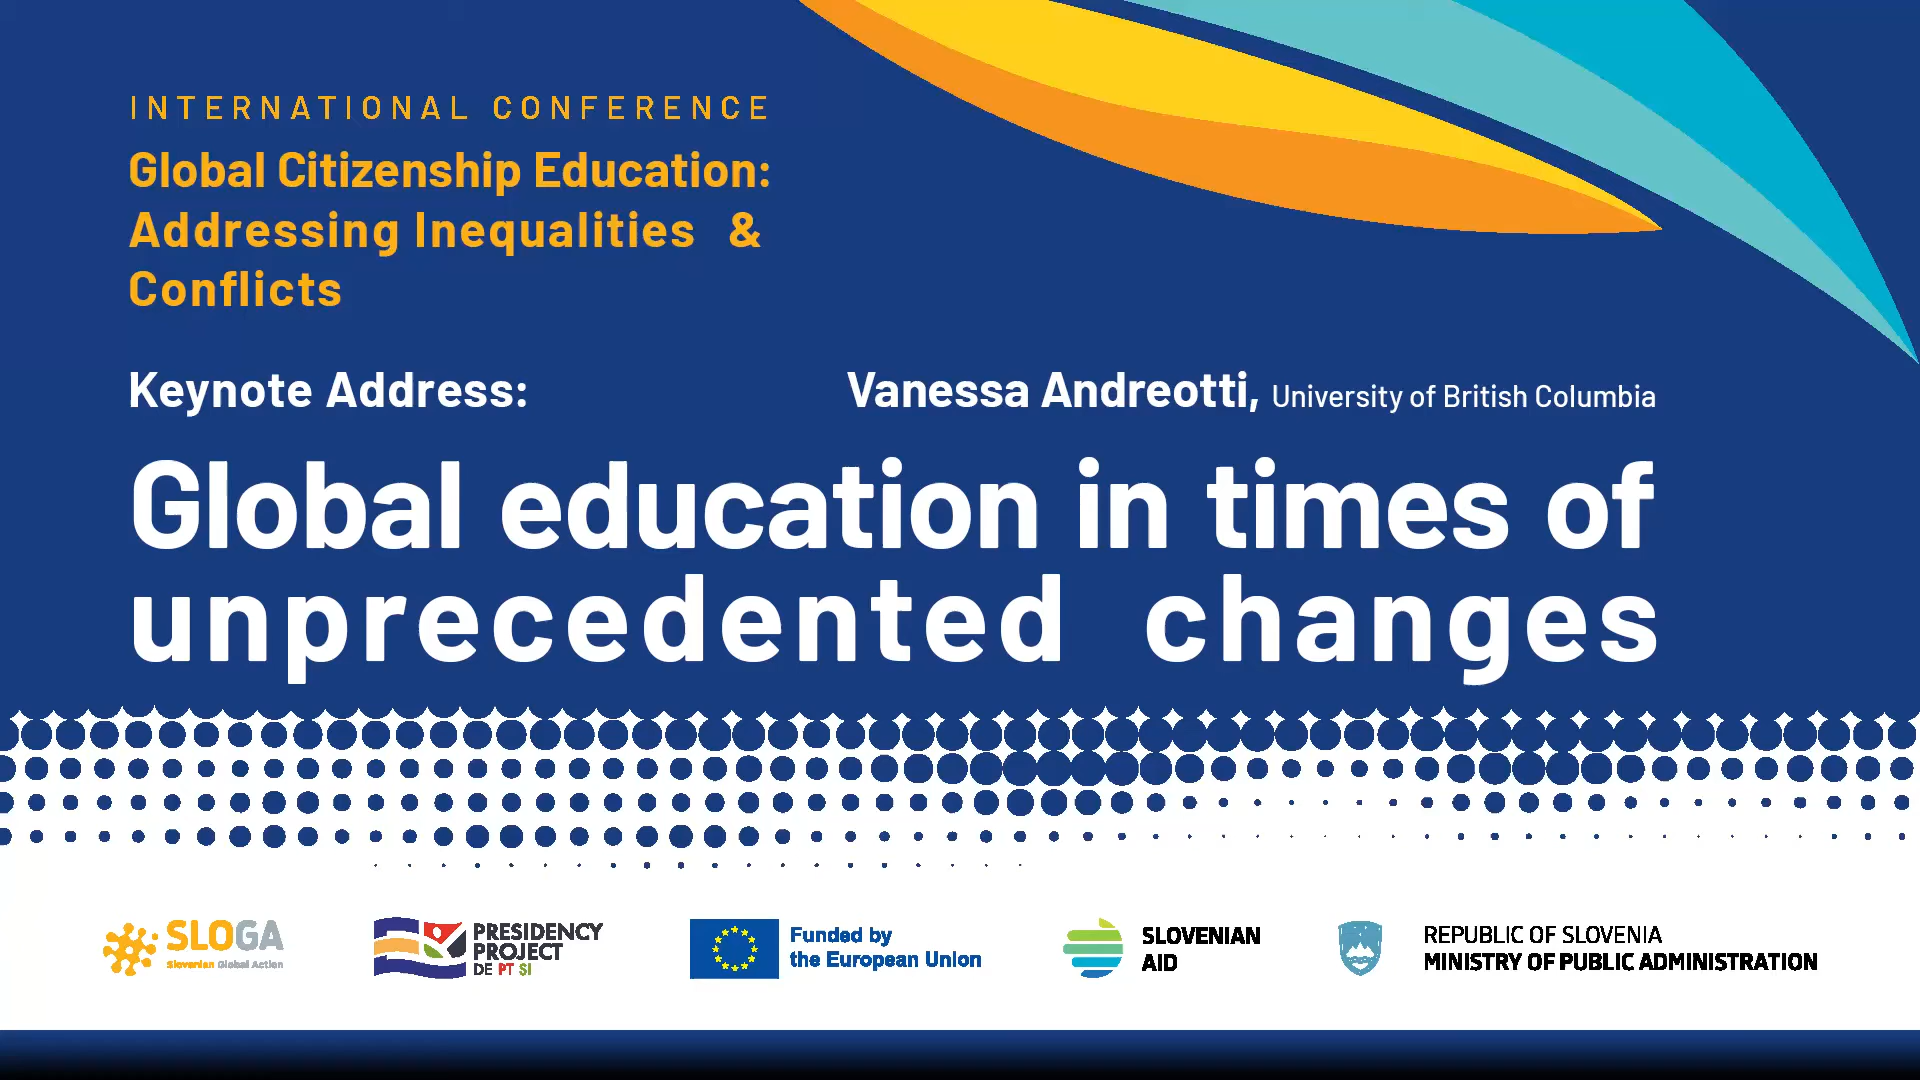 INTERNATIONAL CONFERENCE
Global Citizenship Education:
Addressing Inequalities &
Conflicts
Keynote Address:
Vanessa Andreotti, University of British Columbia
Global education in times of
unprecedented changes
SLOGA
Slovenian Global Action
PRESIDENCY
PROJECT
DE PT SI
Funded by
the European Union
SLOVENIAN
AID
REPUBLIC OF SLOVENIA
MINISTRY OF PUBLIC ADMINISTRATION